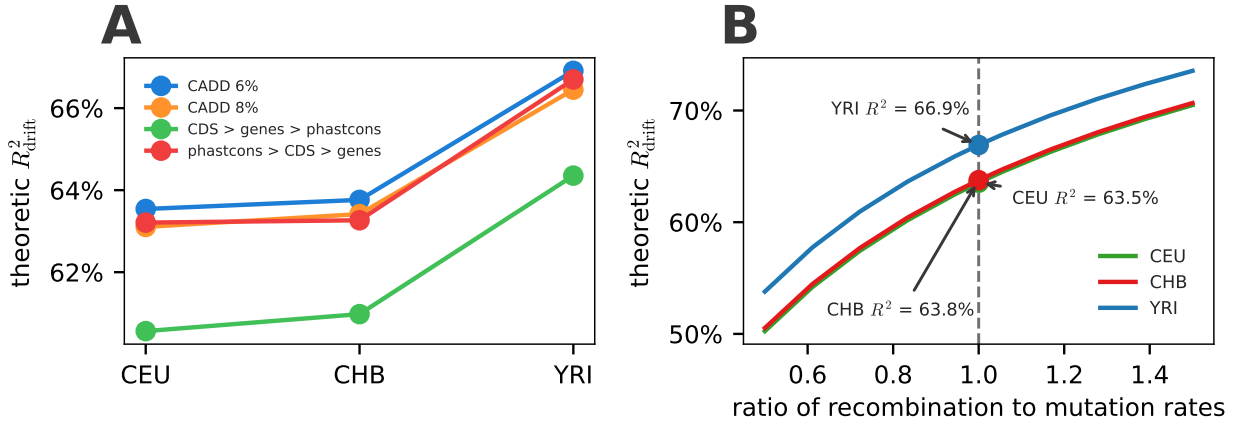 A
theoretic R²drift
66%
64%
62%
CADD 6%
CADD 8%
CDS > genes > phastcons
phastcons > CDS > genes
CEU CHB YRI
B
theoretic R²drift
70%
60%
50%
YRI R² = 66.9%
CEU R² = 63.5%
CHB R² = 63.8%
CEU
CHB
YRI
0.6 0.8 1.0 1.2 1.4
ratio of recombination to mutation rates